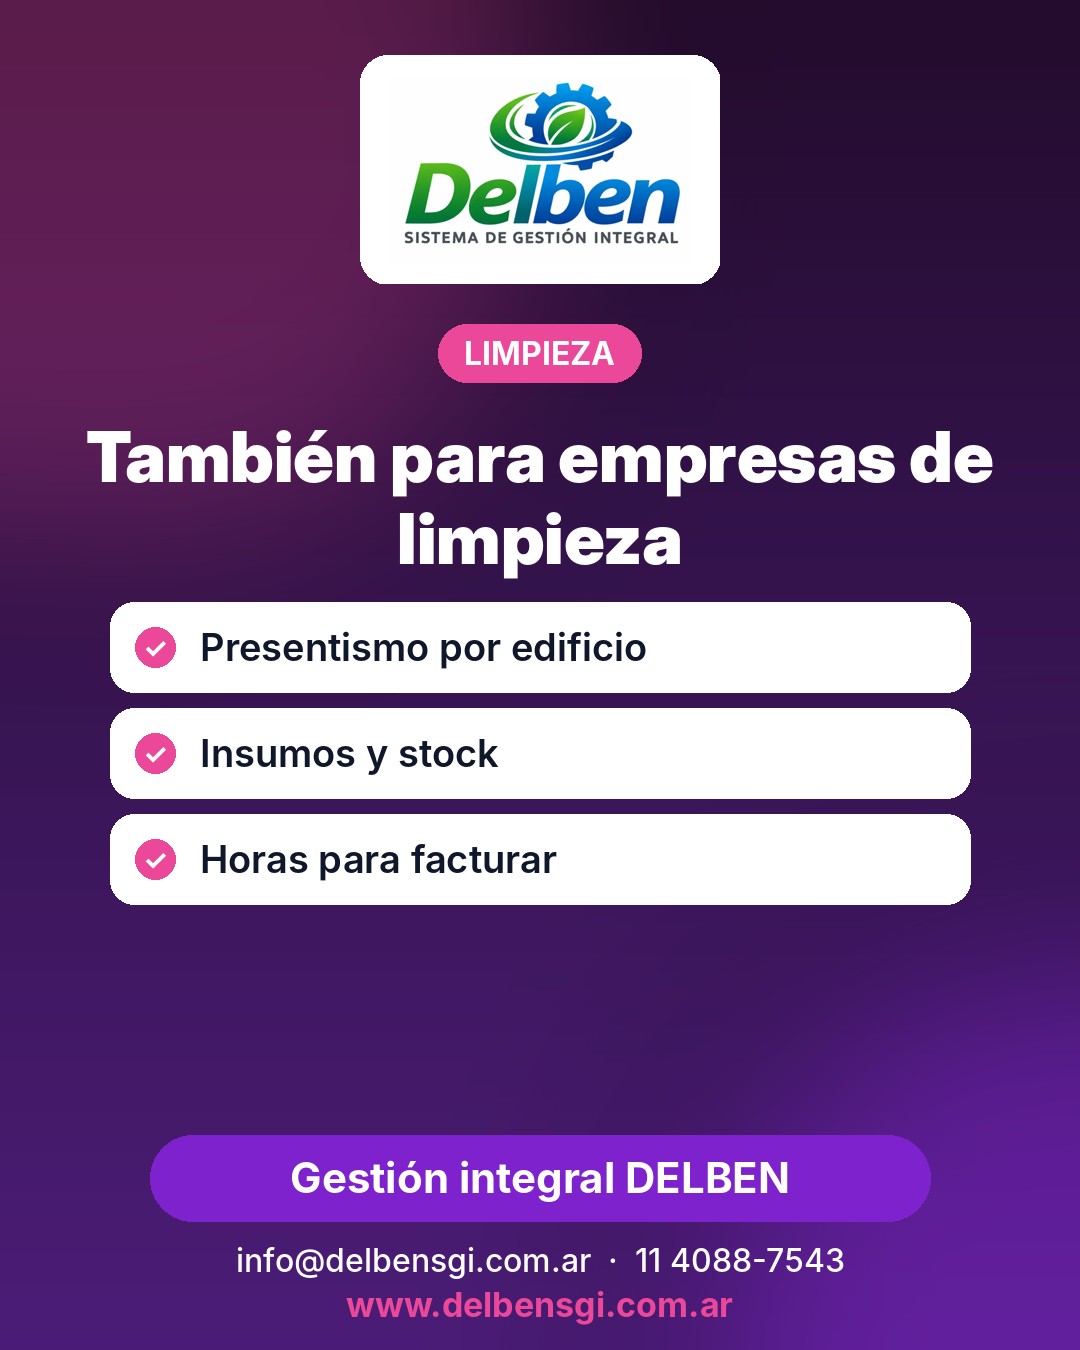 Delben
SISTEMA DE GESTIÓN INTEGRAL
LIMPIEZA
También para empresas de
limpieza
Presentismo por edificio
Insumos y stock
Horas para facturar
Gestión integral DELBEN
info@delbensgi.com.ar · 11 4088-7543
www.delbensgi.com.ar